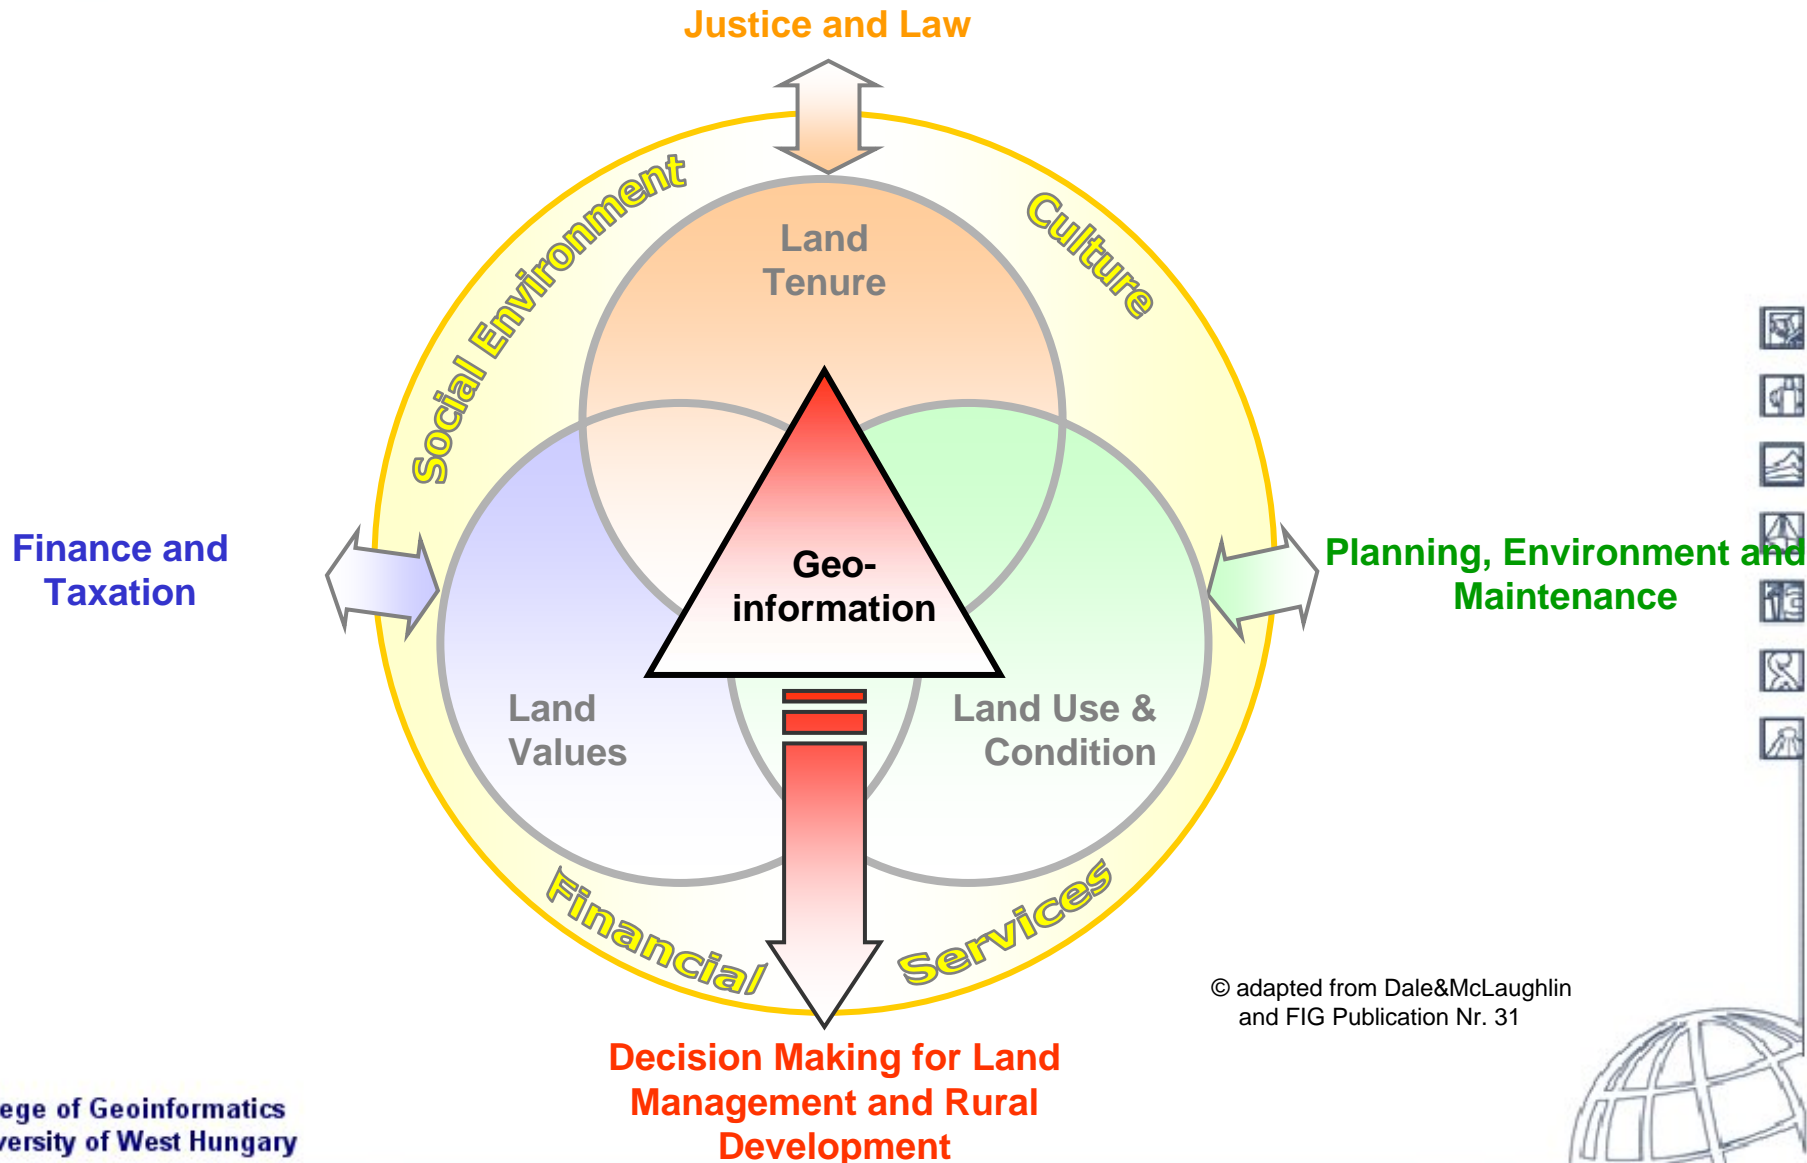 Justice and Law
Social Environment
Culture
Land
Tenure
Finance and
Taxation
Geo-
information
Planning, Environment and
Maintenance
Land
Values
Land Use &
Condition
Financial
Services
© adapted from Dale&McLaughlin
and FIG Publication Nr. 31
Decision Making for Land
Management and Rural
Development
ege of Geoinformatics
versity of West Hungary